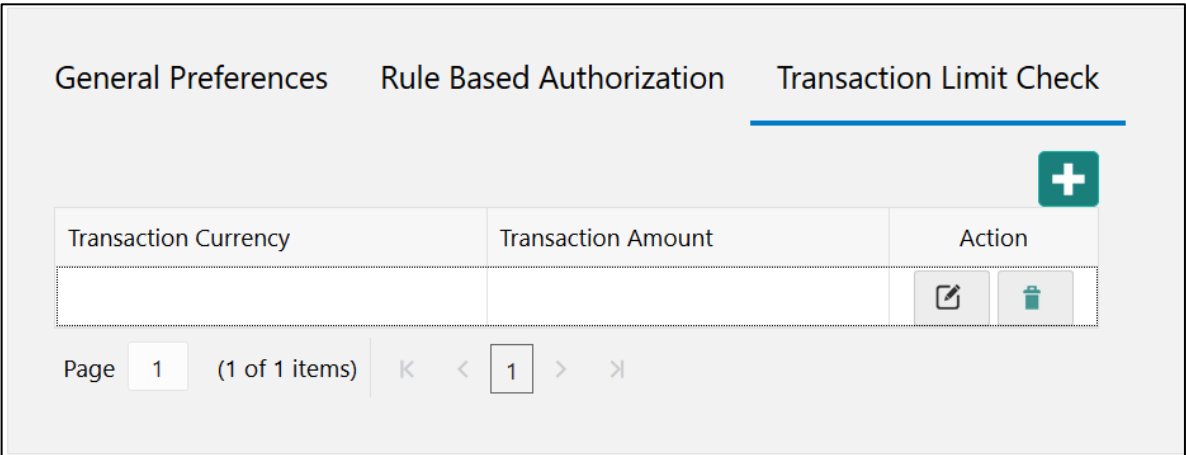 General Preferences Rule Based Authorization Transaction Limit Check
Transaction Currency Transaction Amount Action
Page 1 (1 of 1 items) 1